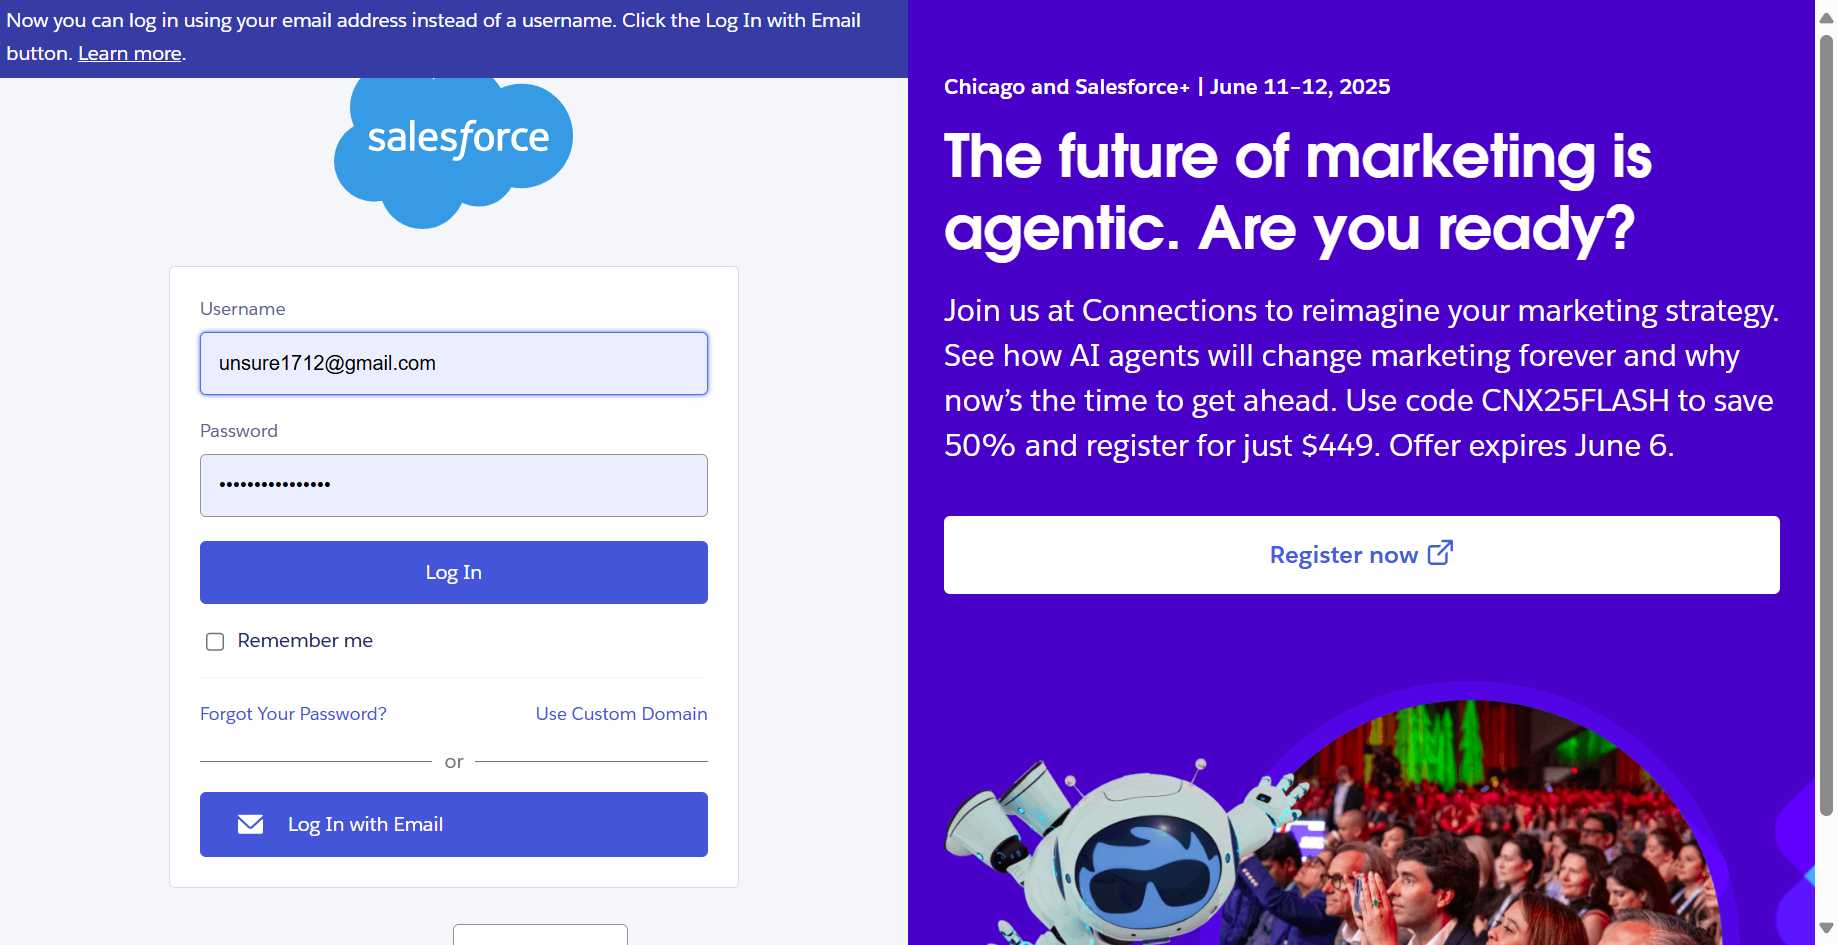 Now you can log in using your email address instead of a username. Click the Log In with Email
button. Learn more.
salesforce
Username
unsure1712@gmail.com
Password
••••••••••••••••
Log In
Remember me
Forgot Your Password?
Use Custom Domain
or
Log In with Email
Chicago and Salesforce+ | June 11–12, 2025
The future of marketing is
agentic. Are you ready?
Join us at Connections to reimagine your marketing strategy.
See how AI agents will change marketing forever and why
now’s the time to get ahead. Use code CNX25FLASH to save
50% and register for just $449. Offer expires June 6.
Register now